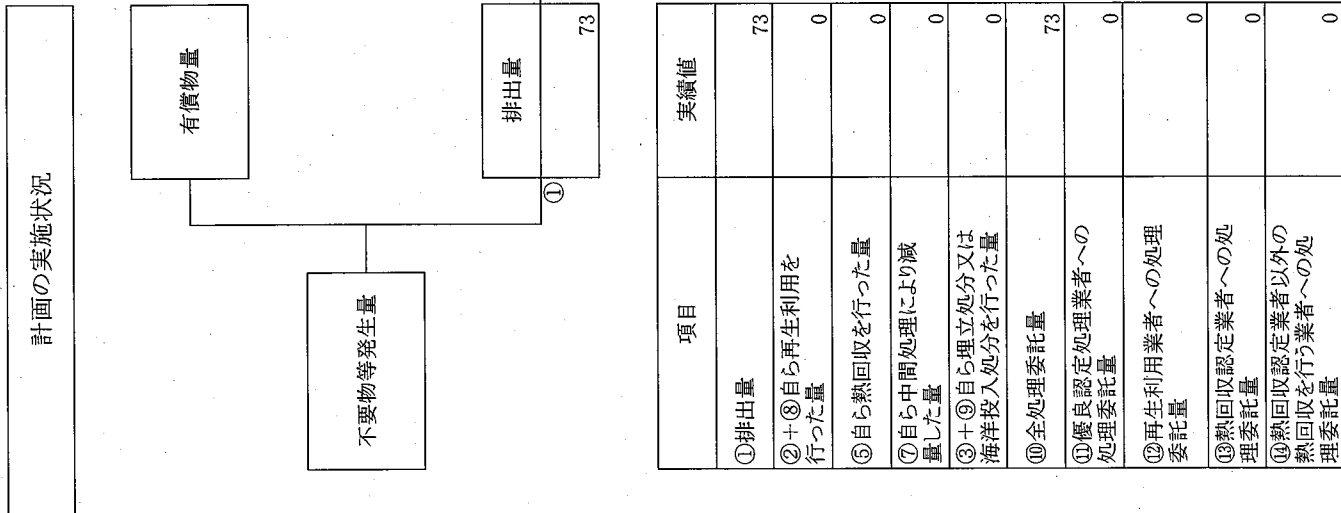 計画の実施状況
有償物量
不要物等発生量
①
排出量
73
項目
実績値
①排出量
73
②+⑧自ら再生利用を
行った量
0
⑤自ら熱回収を行った量
0
⑦自ら中間処理により減
量した量
0
③+⑨自ら埋立処分又は
海洋投入処分を行った量
0
⑩全処理委託量
73
⑪優良認定処理業者への
処理委託量
0
⑫再生利用業者への処理
委託量
0
⑬熱回収認定業者への処
理委託量
0
⑭熱回収認定業者以外の
熱回収を行う業者への処
理委託量
0